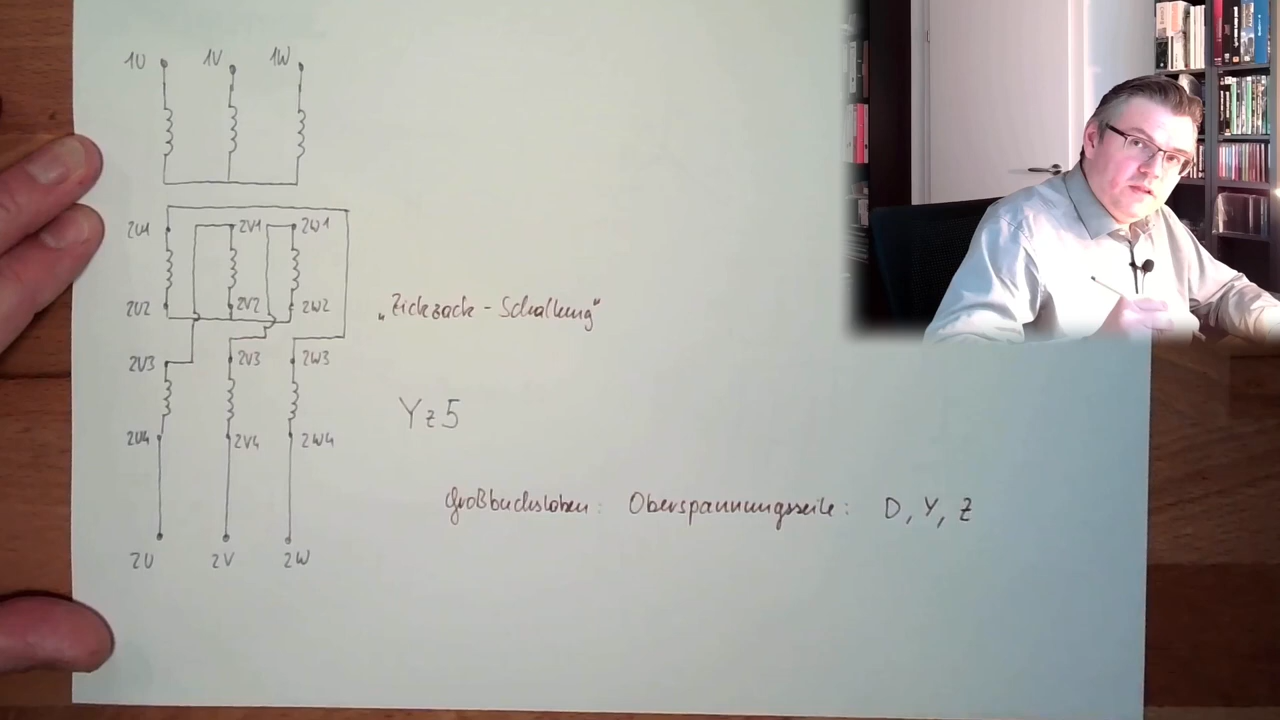 1U 1V 1W
2U1 2V1 2W1
2U2 2V2 2W2
„Zickzack-Schaltung“
2U3 2V3 2W3
Yz5
2U4 2V4 2W4
Großbuchstaben: Oberspannungsseite: D, Y, Z
2U 2V 2W